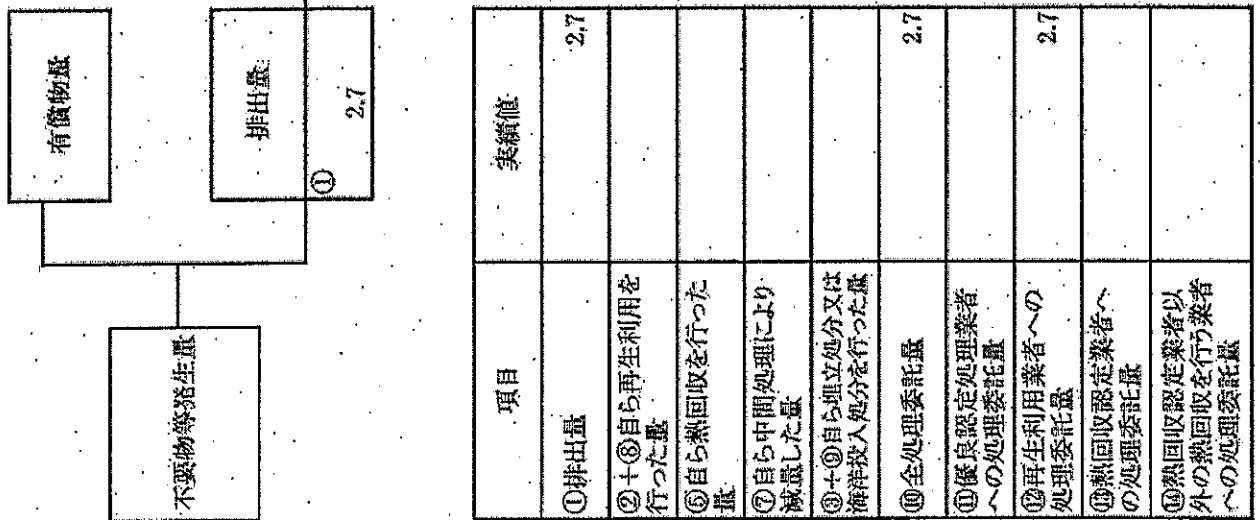 有償物量
不要物等発生量
排出量
①
2.7
項目
実績値
①排出量
2.7
②+⑧自ら再生利用を
行った量
⑤自ら熱回収を行った
量
⑦自ら中間処理により
減量した量
③+⑨自ら埋立処分又は
海洋投入処分を行った量
⑩全処理委託量
2.7
⑪優良認定処理業者
への処理委託量
⑫再生利用業者への
処理委託量
2.7
⑬熱回収認定業者へ
の処理委託量
⑭熱回収認定業者以
外の熱回収を行う業者
への処理委託量